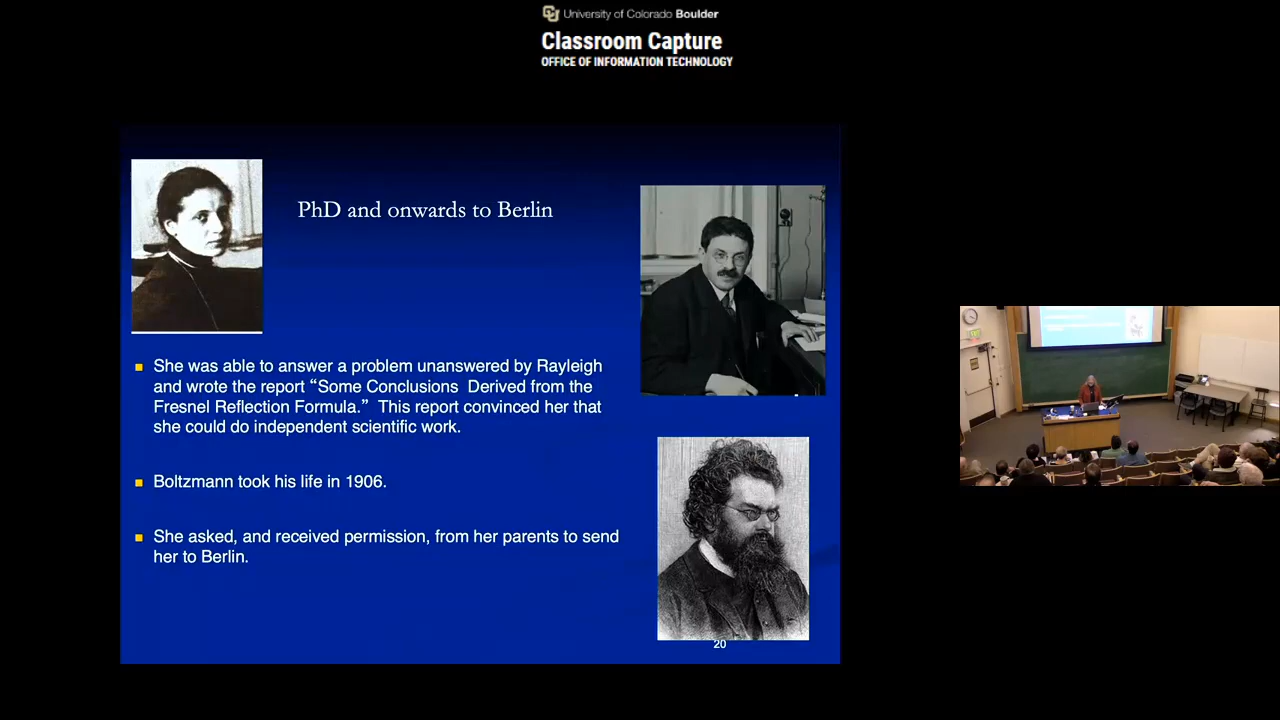 University of Colorado Boulder
Classroom Capture
OFFICE OF INFORMATION TECHNOLOGY
PhD and onwards to Berlin
She was able to answer a problem unanswered by Rayleigh
and wrote the report “Some Conclusions Derived from the
Fresnel Reflection Formula.” This report convinced her that
she could do independent scientific work.
Boltzmann took his life in 1906.
She asked, and received permission, from her parents to send
her to Berlin.
20